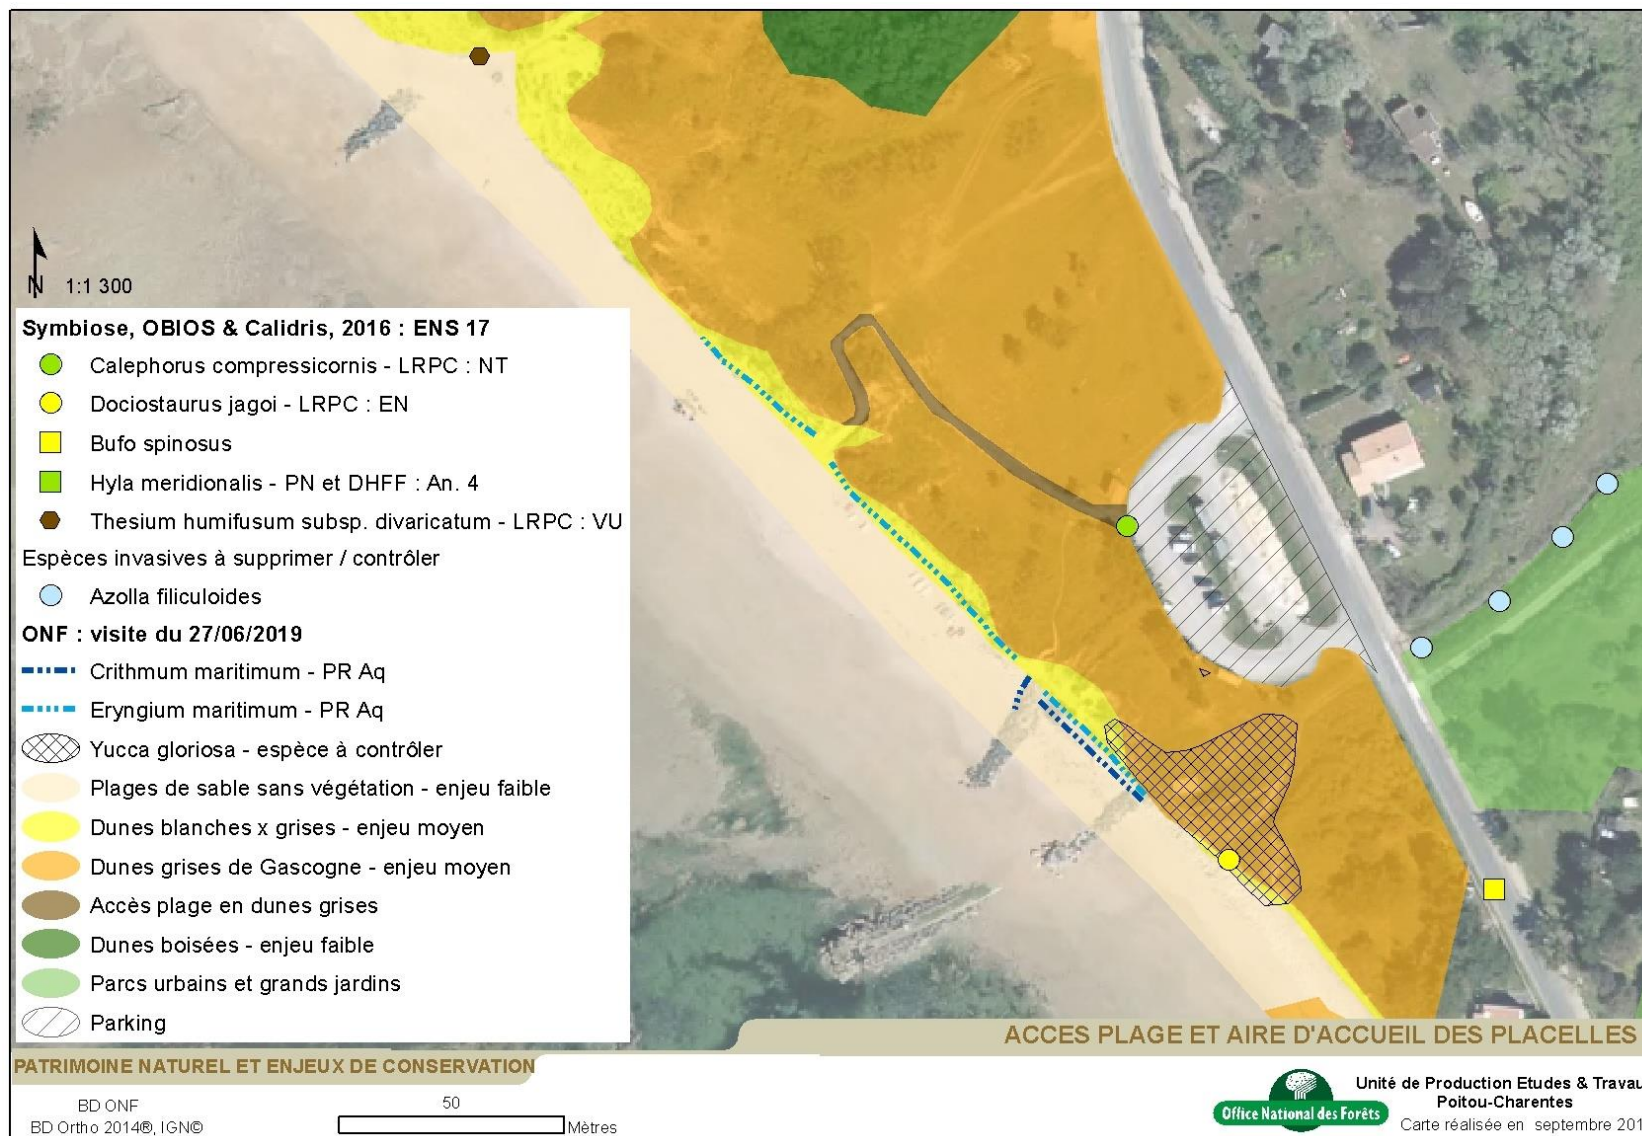 N 1:1 300
Symbiose, OBIOS & Calidris, 2016 : ENS 17
Calephorus compressicornis - LRPC : NT
Dociostaurus jagoi - LRPC : EN
Bufo spinosus
Hyla meridionalis - PN et DHFF : An. 4
Thesium humifusum subsp. divaricatum - LRPC : VU
Espèces invasives à supprimer / contrôler
Azolla filiculoides
ONF : visite du 27/06/2019
Crithmum maritimum - PR Aq
Eryngium maritimum - PR Aq
Yucca gloriosa - espèce à contrôler
Plages de sable sans végétation - enjeu faible
Dunes blanches x grises - enjeu moyen
Dunes grises de Gascogne - enjeu moyen
Accès plage en dunes grises
Dunes boisées - enjeu faible
Parcs urbains et grands jardins
Parking
ACCES PLAGE ET AIRE D'ACCUEIL DES PLACELLES
PATRIMOINE NATUREL ET ENJEUX DE CONSERVATION
BD ONF
BD Ortho 2014®, IGN©
50
Mètres
Office National des Forêts
Unité de Production Etudes & Travau
Poitou-Charentes
Carte réalisée en septembre 201